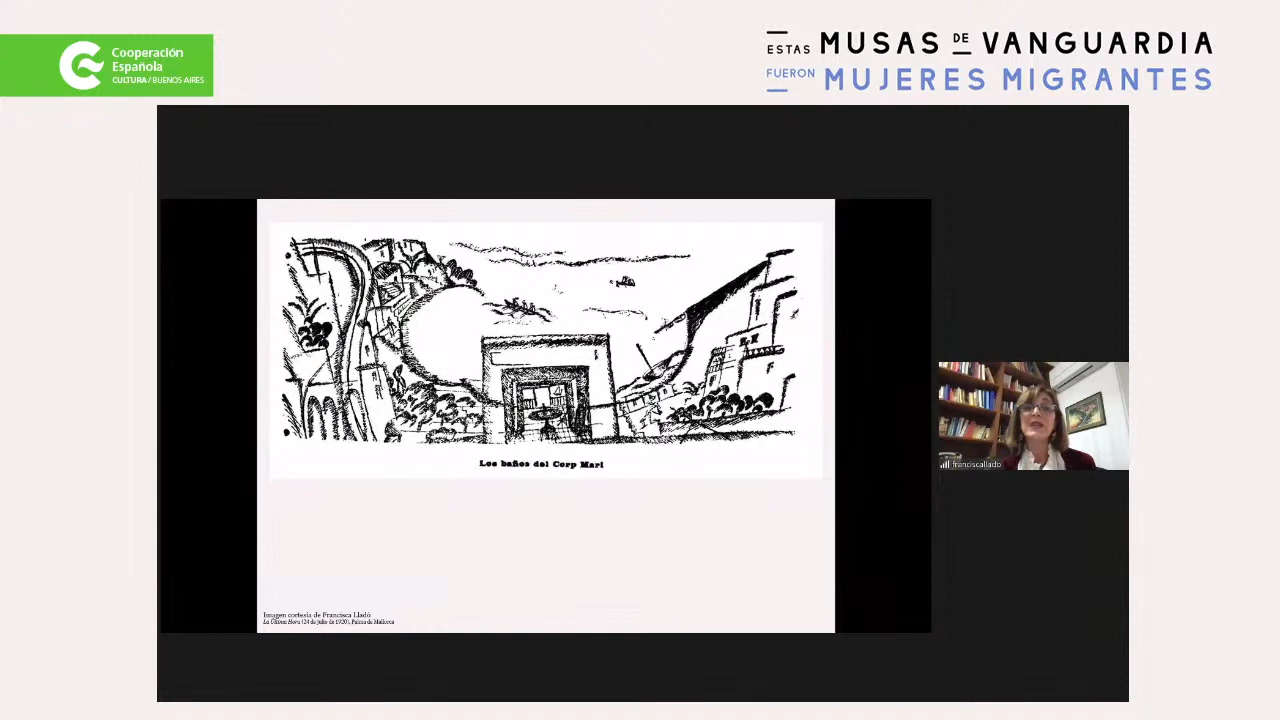 Cooperación
Española
CULTURA / BUENOS AIRES
ESTAS MUSAS DE VANGUARDIA
FUERON MUJERES MIGRANTES
Los baños del Corp Mari
franciscallado
Imagen cortesía de Francisca Lladó
La Última Hora (24 de julio de 1920), Palma de Mallorca